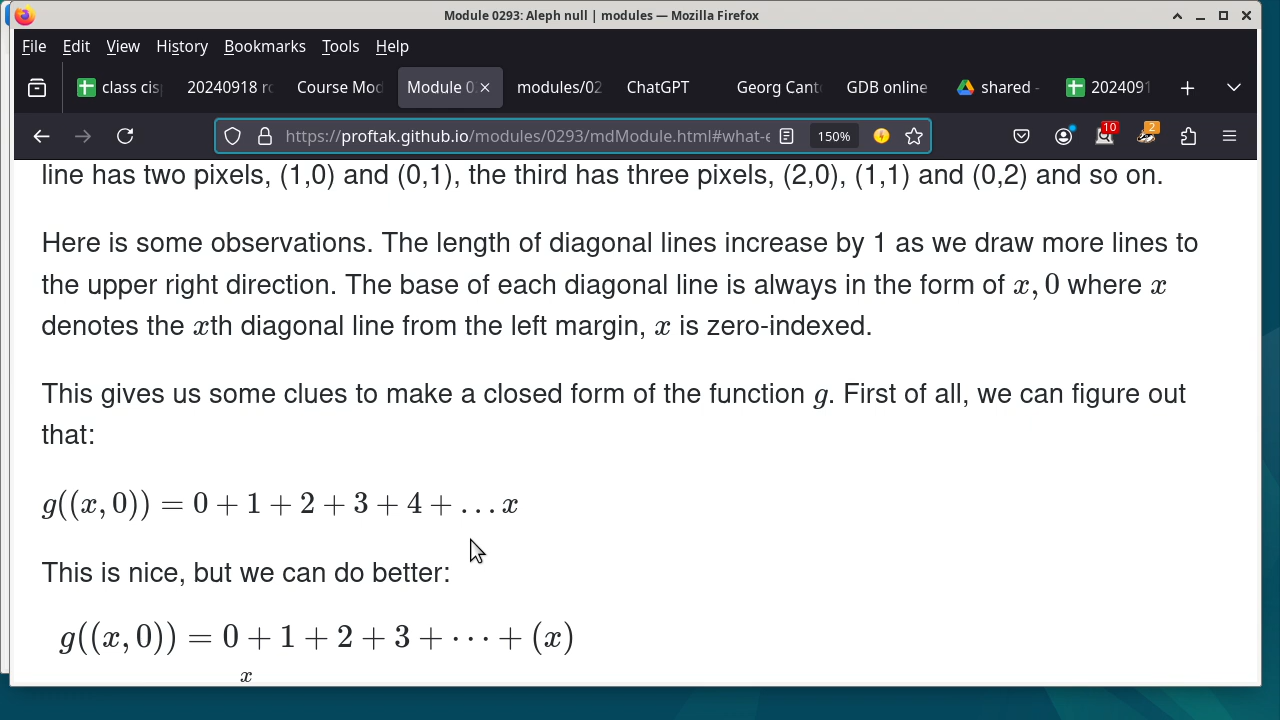 Module 0293: Aleph null | modules — Mozilla Firefox
File Edit View History Bookmarks Tools Help
class cis 20240918 r Course Mod Module 0 modules/02 ChatGPT Georg Cant GDB online shared - 2024091
https://proftak.github.io/modules/0293/mdModule.html#what-e 150% 10 2
line has two pixels, (1,0) and (0,1), the third has three pixels, (2,0), (1,1) and (0,2) and so on.
Here is some observations. The length of diagonal lines increase by 1 as we draw more lines to
the upper right direction. The base of each diagonal line is always in the form of x, 0 where x
denotes the xth diagonal line from the left margin, x is zero-indexed.
This gives us some clues to make a closed form of the function g. First of all, we can figure out
that:
g((x, 0)) = 0 + 1 + 2 + 3 + 4 + … x
This is nice, but we can do better:
g((x, 0)) = 0 + 1 + 2 + 3 + ⋯ + (x)
x